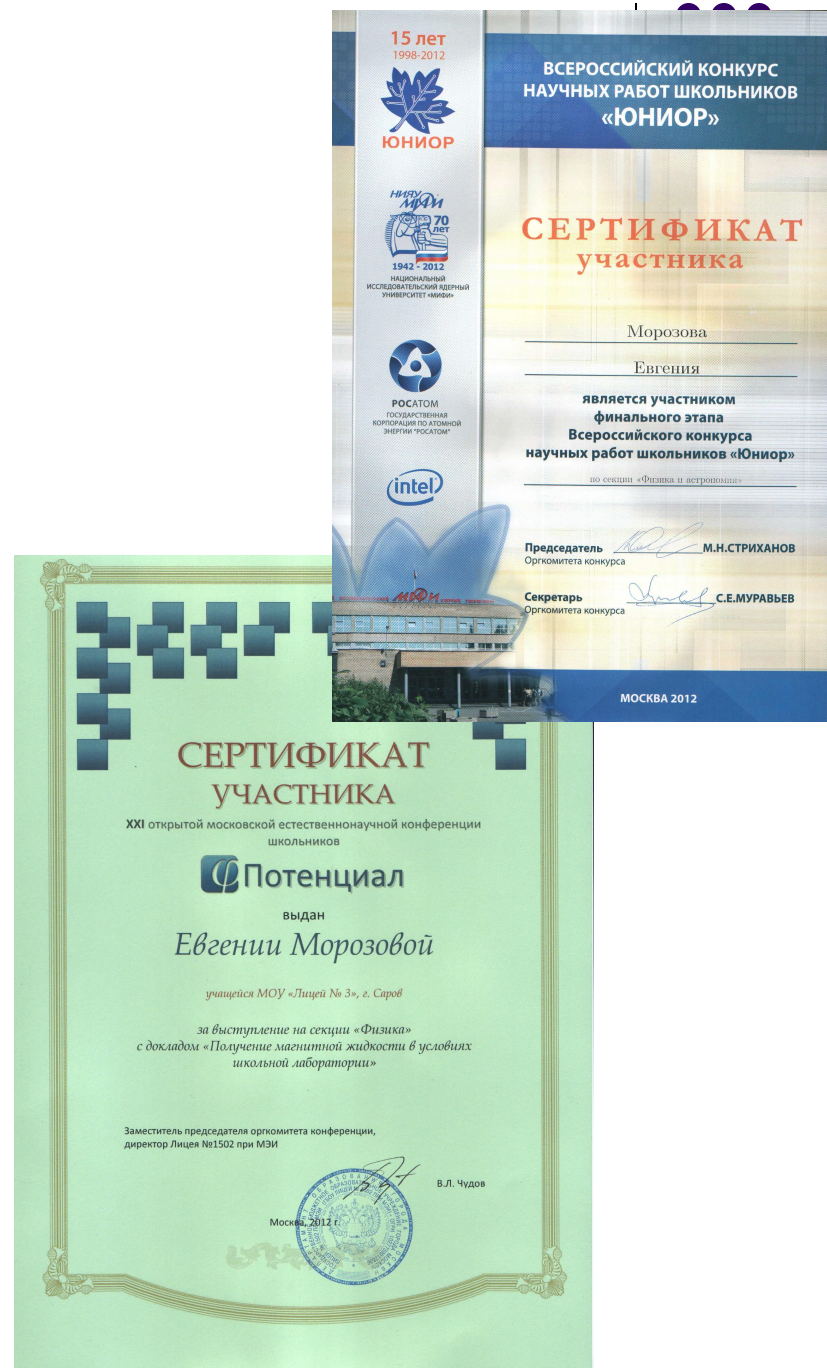 15 лет
1998-2012
ЮНИОР
НИЯУ
МИФИ
70
лет
1942 - 2012
НАЦИОНАЛЬНЫЙ
ИССЛЕДОВАТЕЛЬСКИЙ ЯДЕРНЫЙ
УНИВЕРСИТЕТ «МИФИ»
РОСАТОМ
ГОСУДАРСТВЕННАЯ
КОРПОРАЦИЯ ПО АТОМНОЙ
ЭНЕРГИИ "РОСАТОМ"
intel
ВСЕРОССИЙСКИЙ КОНКУРС
НАУЧНЫХ РАБОТ ШКОЛЬНИКОВ
«ЮНИОР»
СЕРТИФИКАТ
участника
Морозова
Евгения
является участником
финального этапа
Всероссийского конкурса
научных работ школьников «Юниор»
по секции «Физика и астрономия»
Председатель М.Н.СТРИХАНОВ
Оргкомитета конкурса
Секретарь С.Е.МУРАВЬЕВ
Оргкомитета конкурса
МИФИ
МОСКВА 2012
СЕРТИФИКАТ
УЧАСТНИКА
XXI открытой московской естественнонаучной конференции
школьников
Потенциал
выдан
Евгении Морозовой
учащейся МОУ «Лицей № 3», г. Саров
за выступление на секции «Физика»
с докладом «Получение магнитной жидкости в условиях
школьной лаборатории»
Заместитель председателя оргкомитета конференции,
директор Лицея №1502 при МЭИ
В.Л. Чудов
Москва, 2012 г.